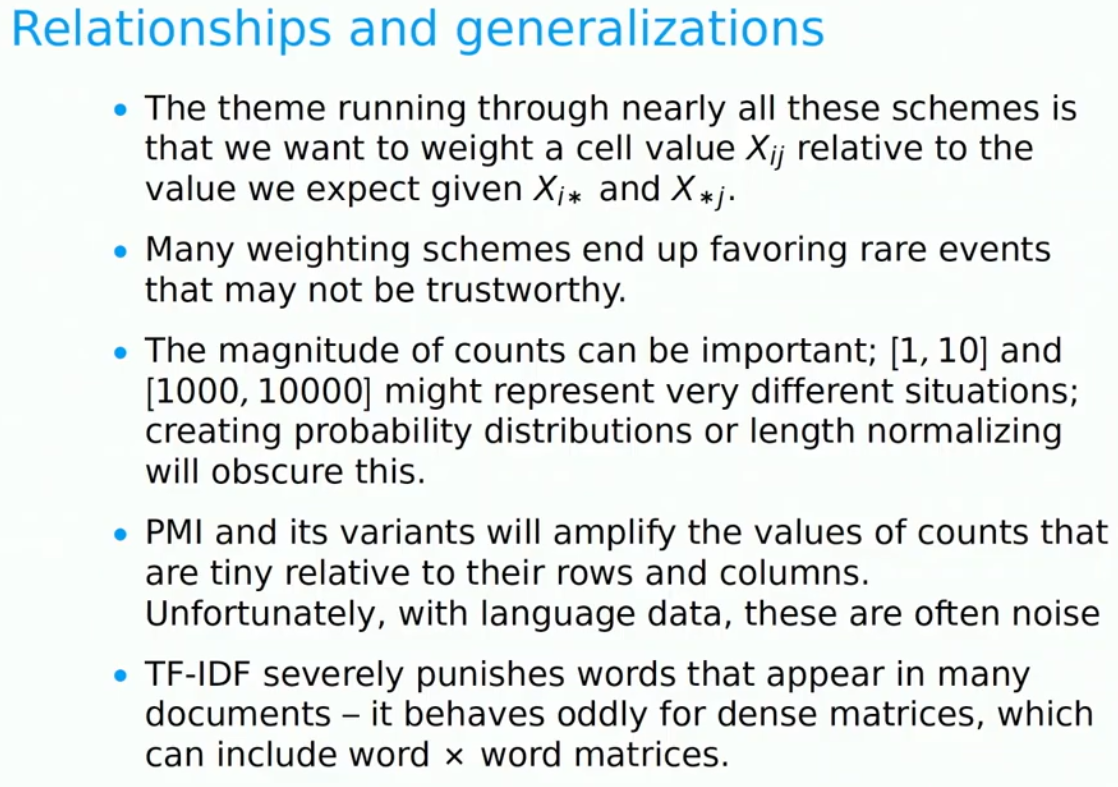 Relationships and generalizations
• The theme running through nearly all these schemes is
that we want to weight a cell value Xij relative to the
value we expect given Xi∗ and X∗j.
• Many weighting schemes end up favoring rare events
that may not be trustworthy.
• The magnitude of counts can be important; [1, 10] and
[1000, 10000] might represent very different situations;
creating probability distributions or length normalizing
will obscure this.
• PMI and its variants will amplify the values of counts that
are tiny relative to their rows and columns.
Unfortunately, with language data, these are often noise
• TF-IDF severely punishes words that appear in many
documents – it behaves oddly for dense matrices, which
can include word × word matrices.